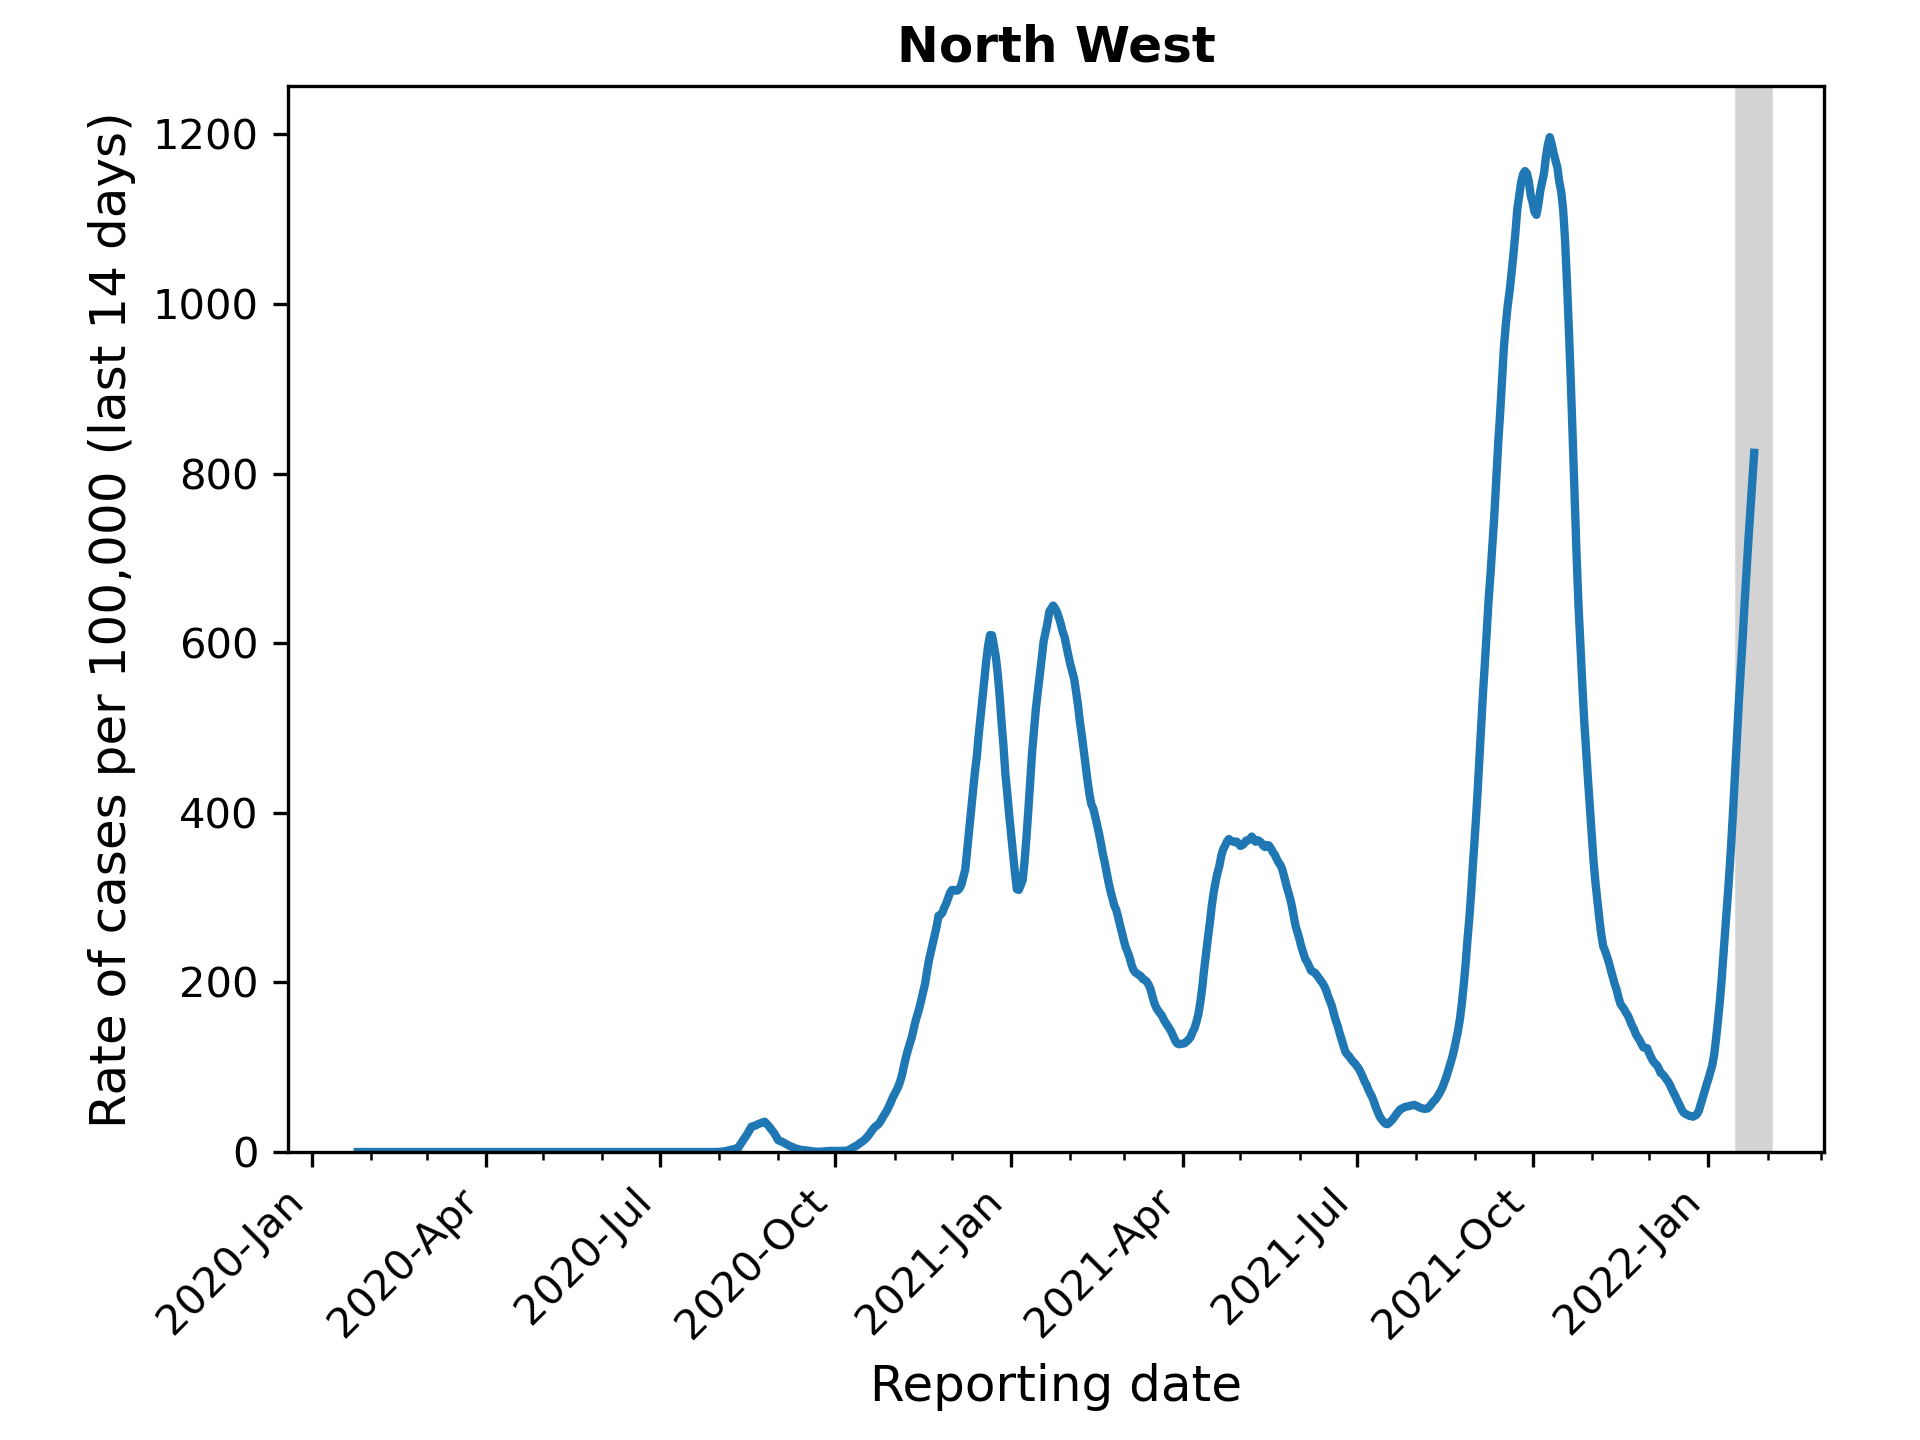 North West
Rate of cases per 100,000 (last 14 days)
1200
1000
800
600
400
200
0
2020-Jan
2020-Apr
2020-Jul
2020-Oct
2021-Jan
2021-Apr
2021-Jul
2021-Oct
2022-Jan
Reporting date